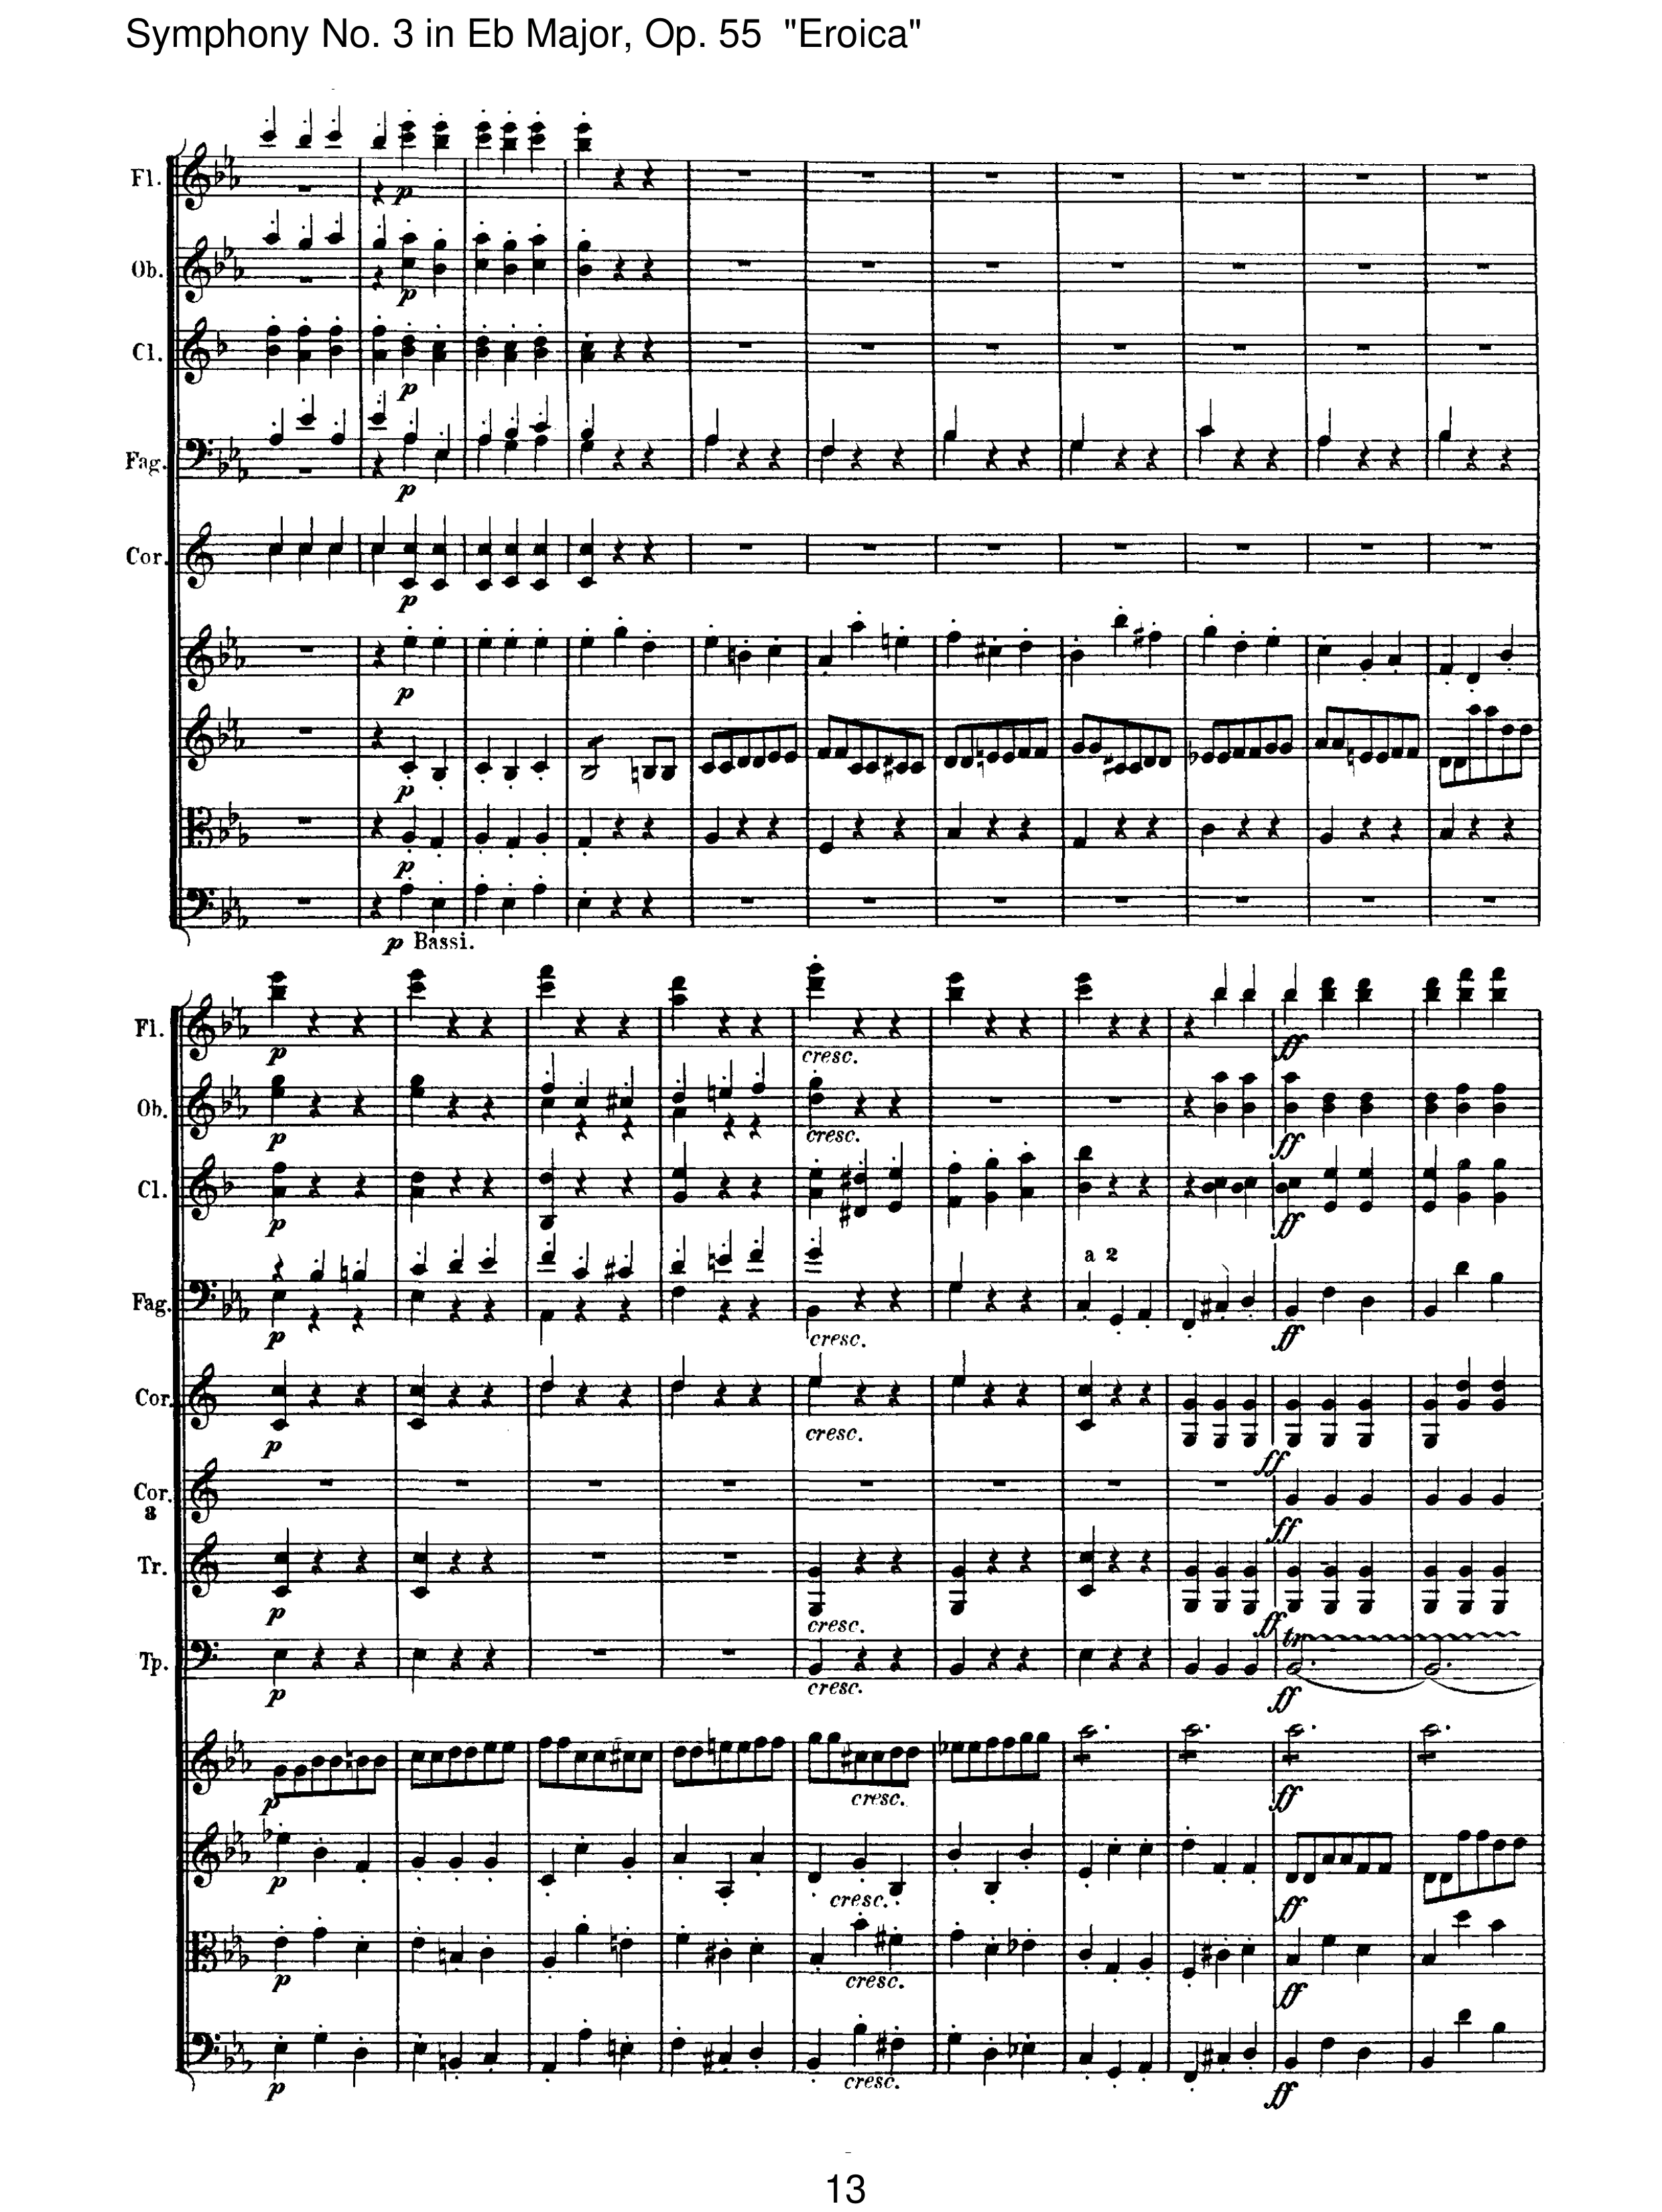 Symphony No. 3 in Eb Major, Op. 55 "Eroica"
Fl.
p
Ob.
p
Cl.
p
Fag.
p
Cor.
p
p
p
p
p Bassi.
Fl.
p
cresc.
ff
Ob.
p
cresc.
ff
Cl.
p
ff
Fag.
p
cresc.
a 2
ff
Cor.
p
cresc.
ff
Cor.
3
ff
Tr.
p
cresc.
ff
Tp.
p
cresc.
tr
ff
p
cresc.
ff
p
cresc.
ff
p
cresc.
ff
p
cresc.
ff
13